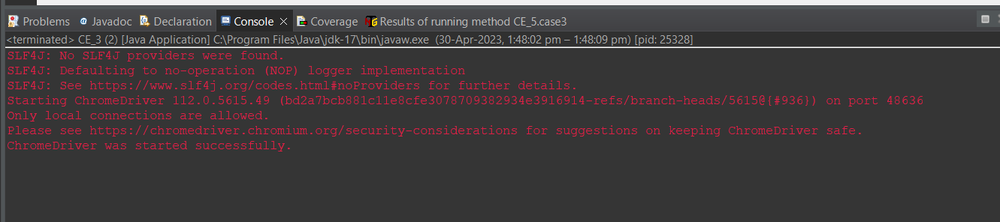 Problems Javadoc Declaration Console Coverage Results of running method CE_5.case3
<terminated> CE_3 (2) [Java Application] C:\Program Files\Java\jdk-17\bin\javaw.exe (30-Apr-2023, 1:48:02 pm – 1:48:09 pm) [pid: 25328]
SLF4J: No SLF4J providers were found.
SLF4J: Defaulting to no-operation (NOP) logger implementation
SLF4J: See https://www.slf4j.org/codes.html#noProviders for further details.
Starting ChromeDriver 112.0.5615.49 (bd2a7bcb881c11e8cfe3078709382934e3916914-refs/branch-heads/5615@{#936}) on port 48636
Only local connections are allowed.
Please see https://chromedriver.chromium.org/security-considerations for suggestions on keeping ChromeDriver safe.
ChromeDriver was started successfully.